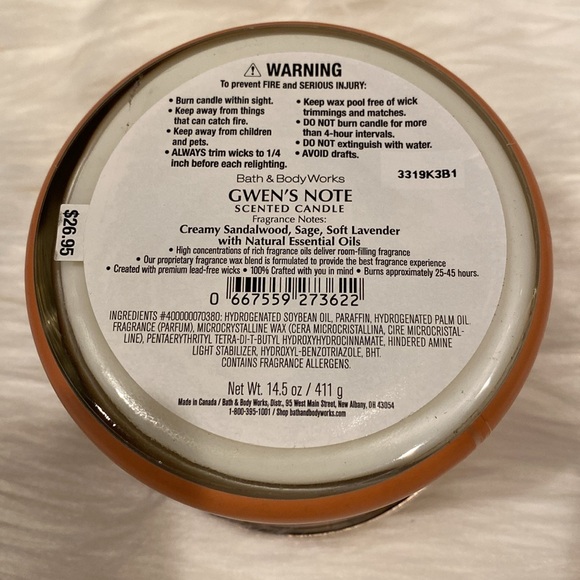 ⚠ WARNING
To prevent FIRE and SERIOUS INJURY:
• Burn candle within sight.
• Keep away from things
that can catch fire.
• Keep away from children
and pets.
• ALWAYS trim wicks to 1/4
inch before each relighting.
• Keep wax pool free of wick
trimmings and matches.
• DO NOT burn candle for more
than 4-hour intervals.
• DO NOT extinguish with water.
• AVOID drafts.
3319K3B1
$26.95
Bath & Body Works
GWEN'S NOTE
SCENTED CANDLE
Fragrance Notes:
Creamy Sandalwood, Sage, Soft Lavender
with Natural Essential Oils
• High concentrations of rich fragrance oils deliver room-filling fragrance
• Our proprietary fragrance wax blend is formulated to provide the best fragrance experience
• Created with premium lead-free wicks • 100% Crafted with you in mind • Burns approximately 25-45 hours.
0 667559 273622
INGREDIENTS #400000070380: HYDROGENATED SOYBEAN OIL, PARAFFIN, HYDROGENATED PALM OIL.
FRAGRANCE (PARFUM), MICROCRYSTALLINE WAX (CERA MICROCRISTALLINA, CIRE MICROCRISTAL-
LINE), PENTAERYTHRITYL TETRA-DI-T-BUTYL HYDROXYHYDROCINNAMATE, HINDERED AMINE
LIGHT STABILIZER, HYDROXYL-BENZOTRIAZOLE, BHT.
CONTAINS FRAGRANCE ALLERGENS.
Net Wt. 14.5 oz / 411 g
Made in Canada / Bath & Body Works, Distr., 95 West Main Street, New Albany, OH 43054
1-800-395-1001 / Shop bathandbodyworks.com